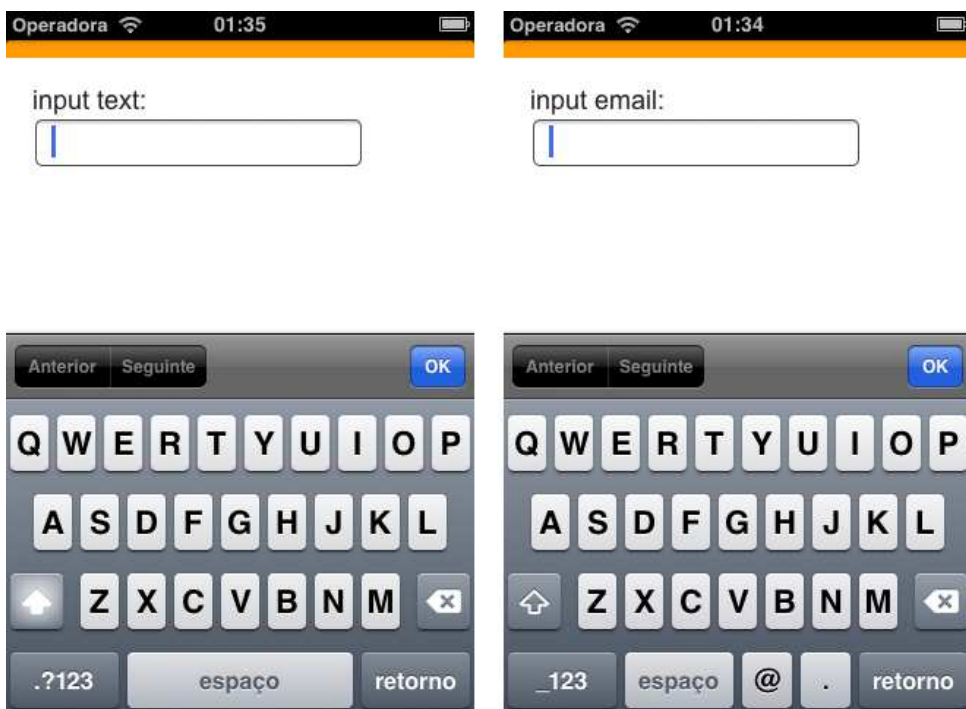 Operadora 01:35
input text:
Anterior Seguinte OK
Q W E R T Y U I O P
A S D F G H J K L
Z X C V B N M
.?123 espaço retorno
Operadora 01:34
input email:
Anterior Seguinte OK
Q W E R T Y U I O P
A S D F G H J K L
Z X C V B N M
_123 espaço @ . retorno